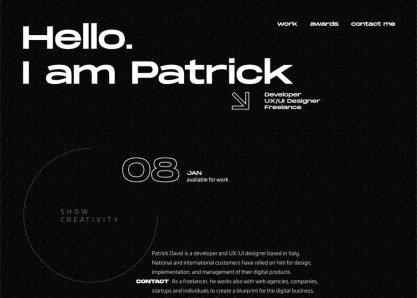 work awards contact me
Hello.
I am Patrick
Developer
UX/UI Designer
Freelance
08
JAN
available for work
SHOW
CREATIVITY
Patrick David is a developer and UX/UI designer based in Italy.
National and international customers have relied on him for design,
implementation, and management of their digital products.
CONTACT As a freelancer, he works also with web agencies, companies,
startups and individuals to create a blueprint for the digital business.